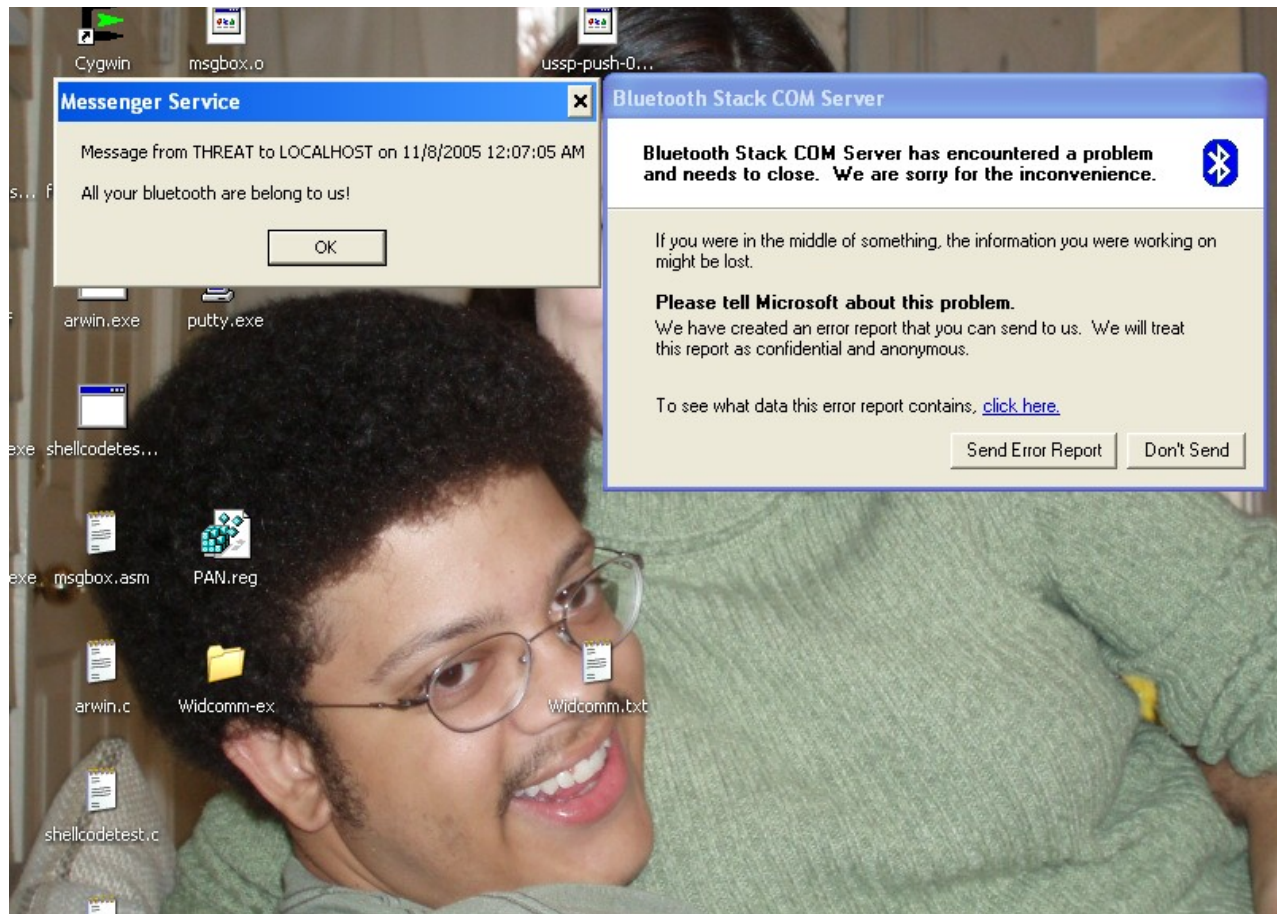 Cygwin
msgbox.o
ussp-push-0...
Messenger Service
Message from THREAT to LOCALHOST on 11/8/2005 12:07:05 AM
All your bluetooth are belong to us!
OK
Bluetooth Stack COM Server
Bluetooth Stack COM Server has encountered a problem
and needs to close. We are sorry for the inconvenience.
If you were in the middle of something, the information you were working on
might be lost.
Please tell Microsoft about this problem.
We have created an error report that you can send to us. We will treat
this report as confidential and anonymous.
To see what data this error report contains, click here.
Send Error Report
Don't Send
s...
f
arwin.exe
putty.exe
exe
shellcodetes...
exe
msgbox.asm
PAN.reg
arwin.c
Widcomm-ex
Widcomm.txt
shellcodetest.c